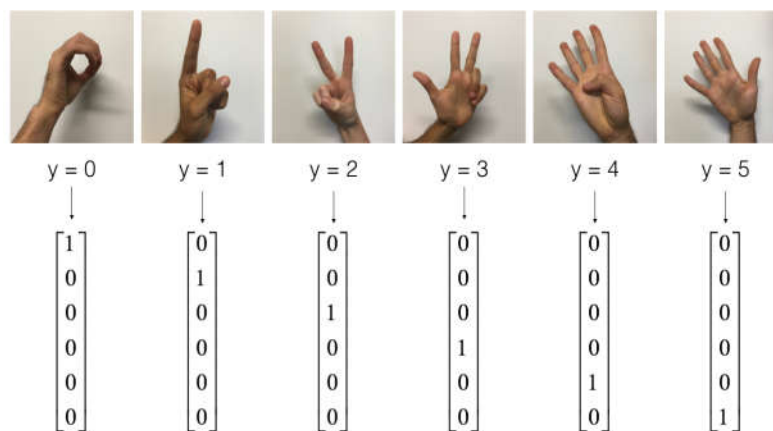 y = 0 y = 1 y = 2 y = 3 y = 4 y = 5
1 0 0 0 0 0
0 1 0 0 0 0
0 0 1 0 0 0
0 0 0 1 0 0
0 0 0 0 1 0
0 0 0 0 0 1